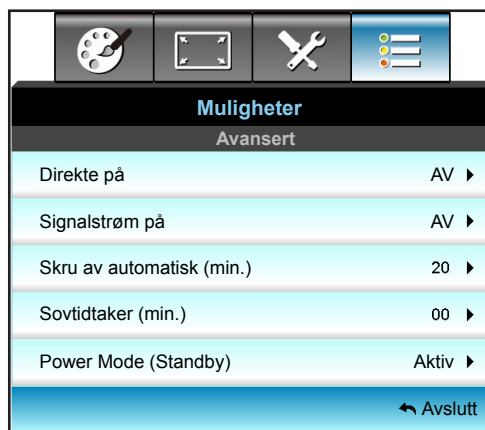 Muligheter
Avansert
Direkte på AV
Signalstrøm på AV
Skru av automatisk (min.) 20
Sovtidtaker (min.) 00
Power Mode (Standby) Aktiv
Avslutt